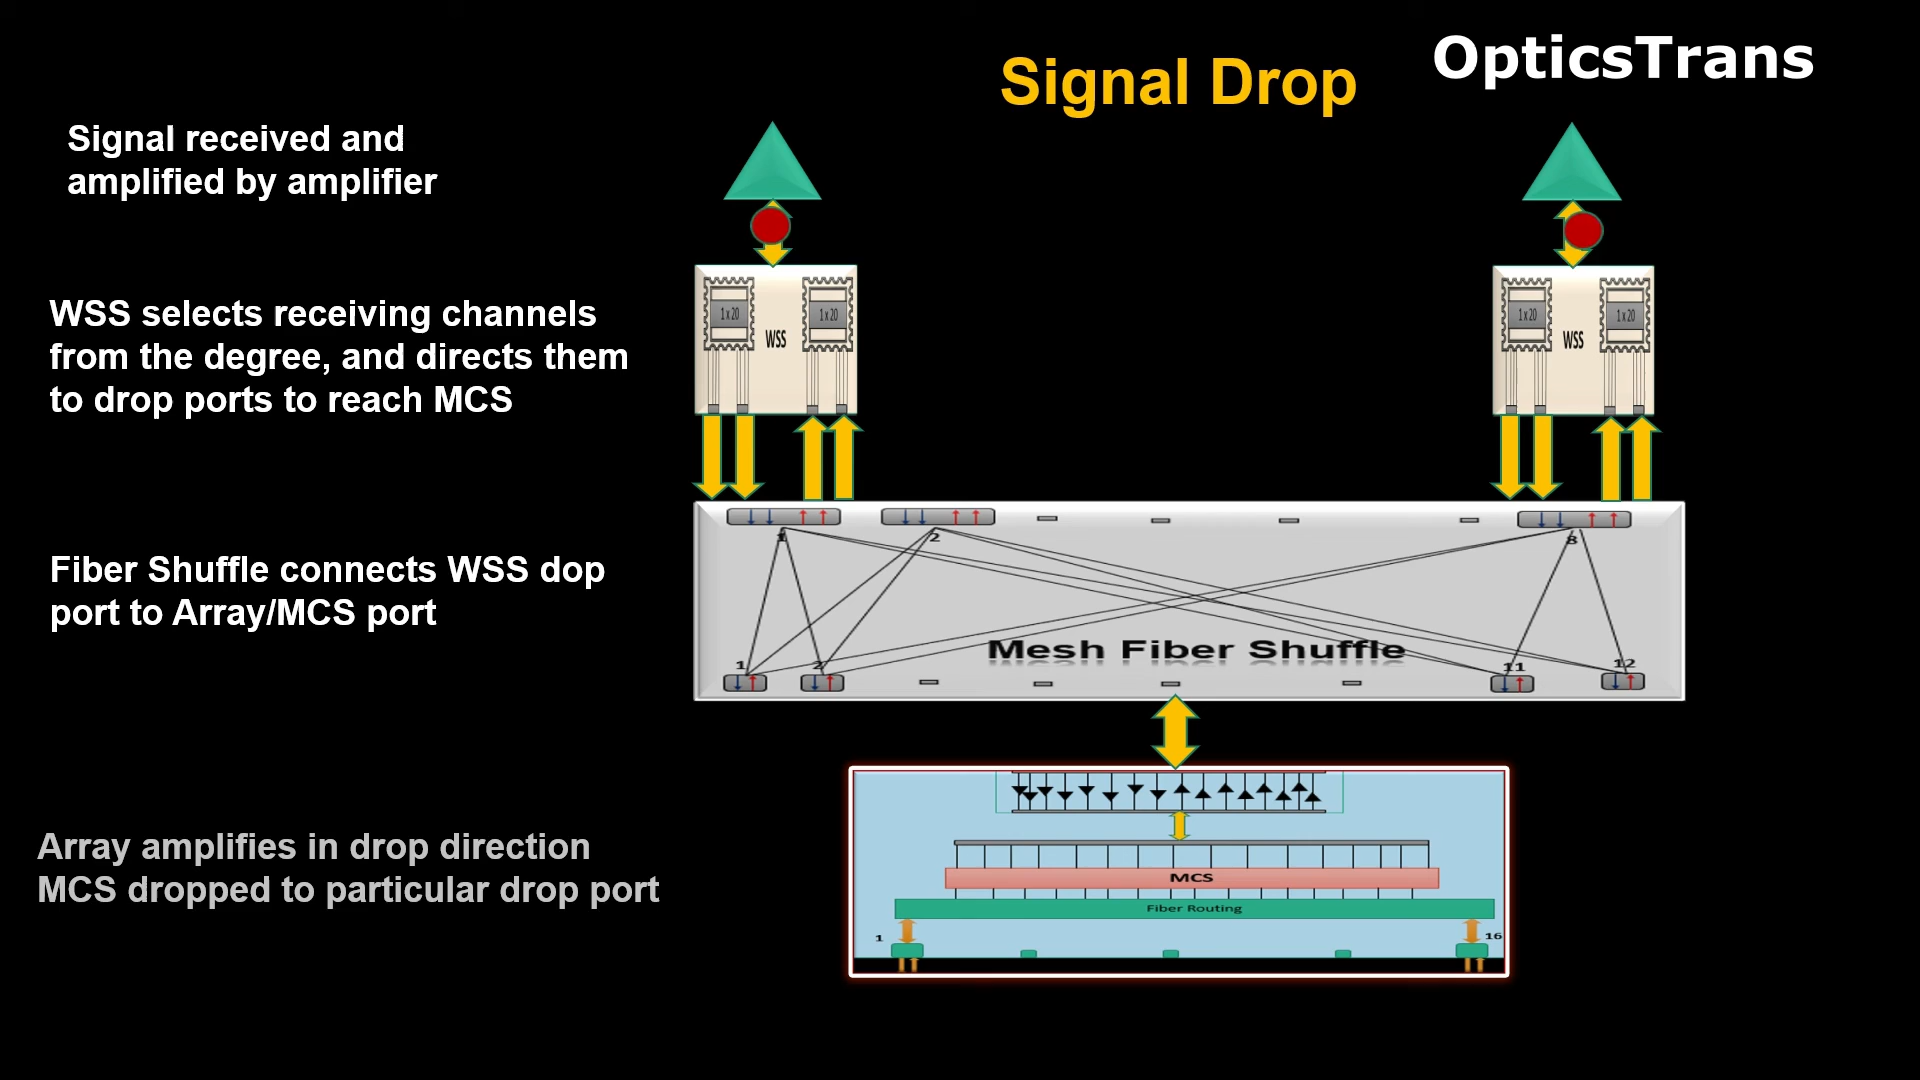 OpticsTrans
Signal Drop
Signal received and
amplified by amplifier
WSS selects receiving channels
from the degree, and directs them
to drop ports to reach MCS
1x20
WSS
1x20
1x20
WSS
1x20
Fiber Shuffle connects WSS dop
port to Array/MCS port
1
2
8
Mesh Fiber Shuffle
1
2
11
12
Array amplifies in drop direction
MCS dropped to particular drop port
MCS
Fiber Routing
1
16